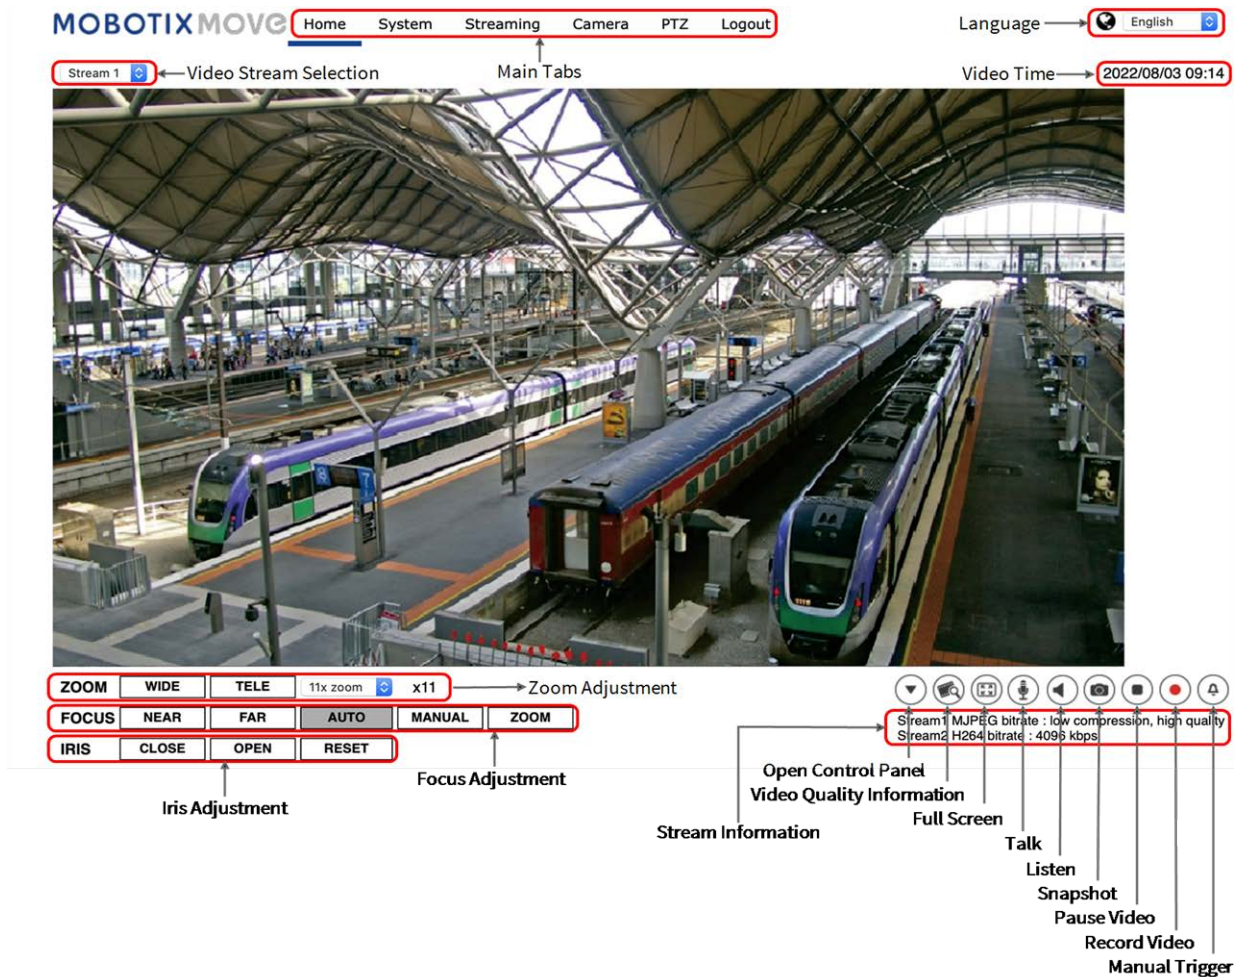 MOBOTIX MOVE Home System Streaming Camera PTZ Logout Language English
Stream 1 Video Stream Selection Main Tabs Video Time 2022/08/03 09:14
ZOOM WIDE TELE 11x zoom x11 Zoom Adjustment
FOCUS NEAR FAR AUTO MANUAL ZOOM
IRIS CLOSE OPEN RESET
Stream1 MJPEG bitrate : low compression, high quality
Stream2 H264 bitrate : 4096 kbps
Focus Adjustment
Iris Adjustment
Open Control Panel
Video Quality Information
Full Screen
Stream Information
Talk
Listen
Snapshot
Pause Video
Record Video
Manual Trigger